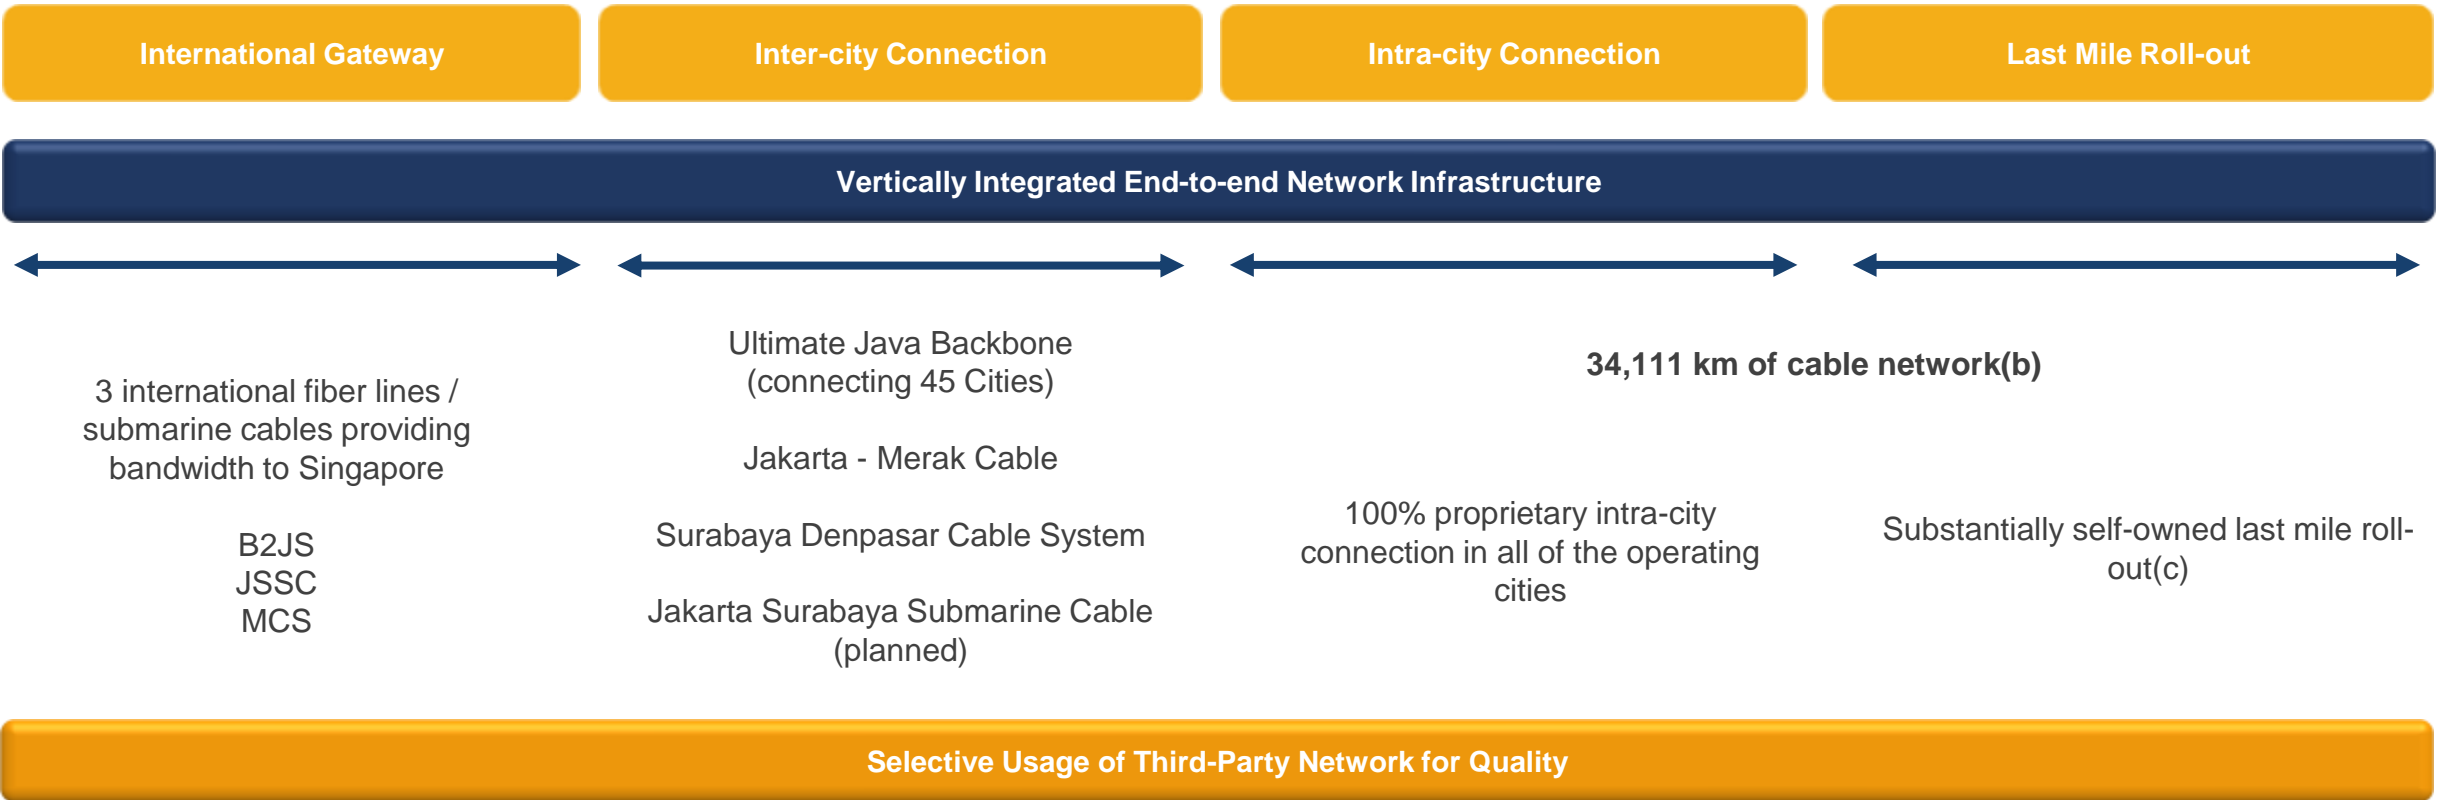 International Gateway
Inter-city Connection
Intra-city Connection
Last Mile Roll-out
Vertically Integrated End-to-end Network Infrastructure
3 international fiber lines /
submarine cables providing
bandwidth to Singapore
B2JS
JSSC
MCS
Ultimate Java Backbone
(connecting 45 Cities)
Jakarta - Merak Cable
Surabaya Denpasar Cable System
Jakarta Surabaya Submarine Cable
(planned)
34,111 km of cable network(b)
100% proprietary intra-city
connection in all of the operating
cities
Substantially self-owned last mile roll-
out(c)
Selective Usage of Third-Party Network for Quality